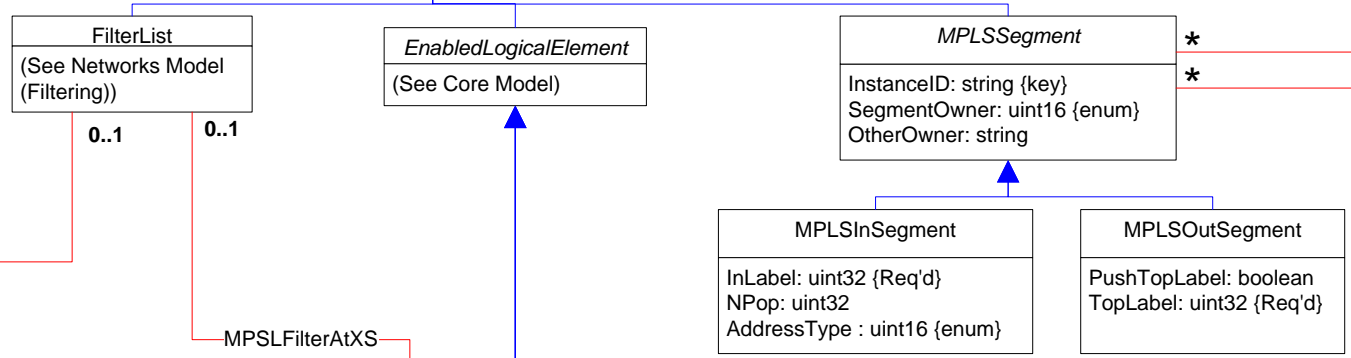 FilterList
(See Networks Model
(Filtering))
0..1
0..1
EnabledLogicalElement
(See Core Model)
MPLSSegment
InstanceID: string {key}
SegmentOwner: uint16 {enum}
OtherOwner: string
*
*
MPLSInSegment
InLabel: uint32 {Req'd}
NPop: uint32
AddressType : uint16 {enum}
MPLSOutSegment
PushTopLabel: boolean
TopLabel: uint32 {Req'd}
MPSLFilterAtXS